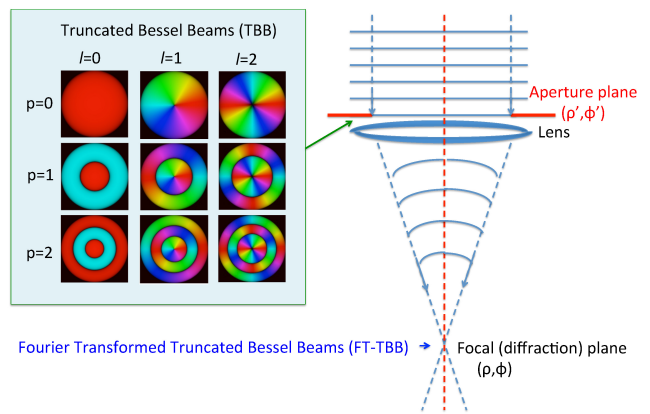 Truncated Bessel Beams (TBB)
l=0 l=1 l=2
p=0
p=1
p=2
Aperture plane
(ρ',ϕ')
Lens
Fourier Transformed Truncated Bessel Beams (FT-TBB)
Focal (diffraction) plane
(ρ,ϕ)